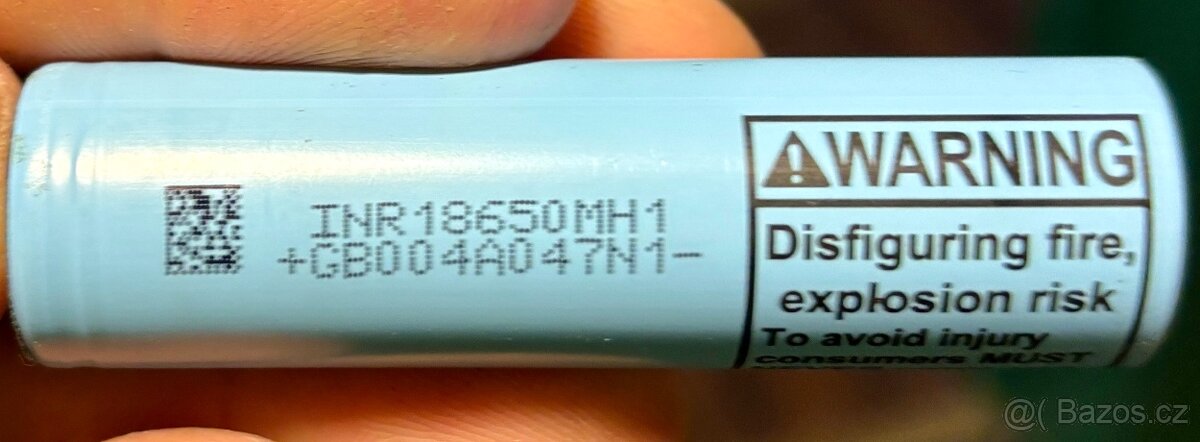 INR18650MH1
+GB004A047N1-
⚠WARNING
Disfiguring fire,
explosion risk
To avoid injury
consumers MUST
@( Bazos.cz